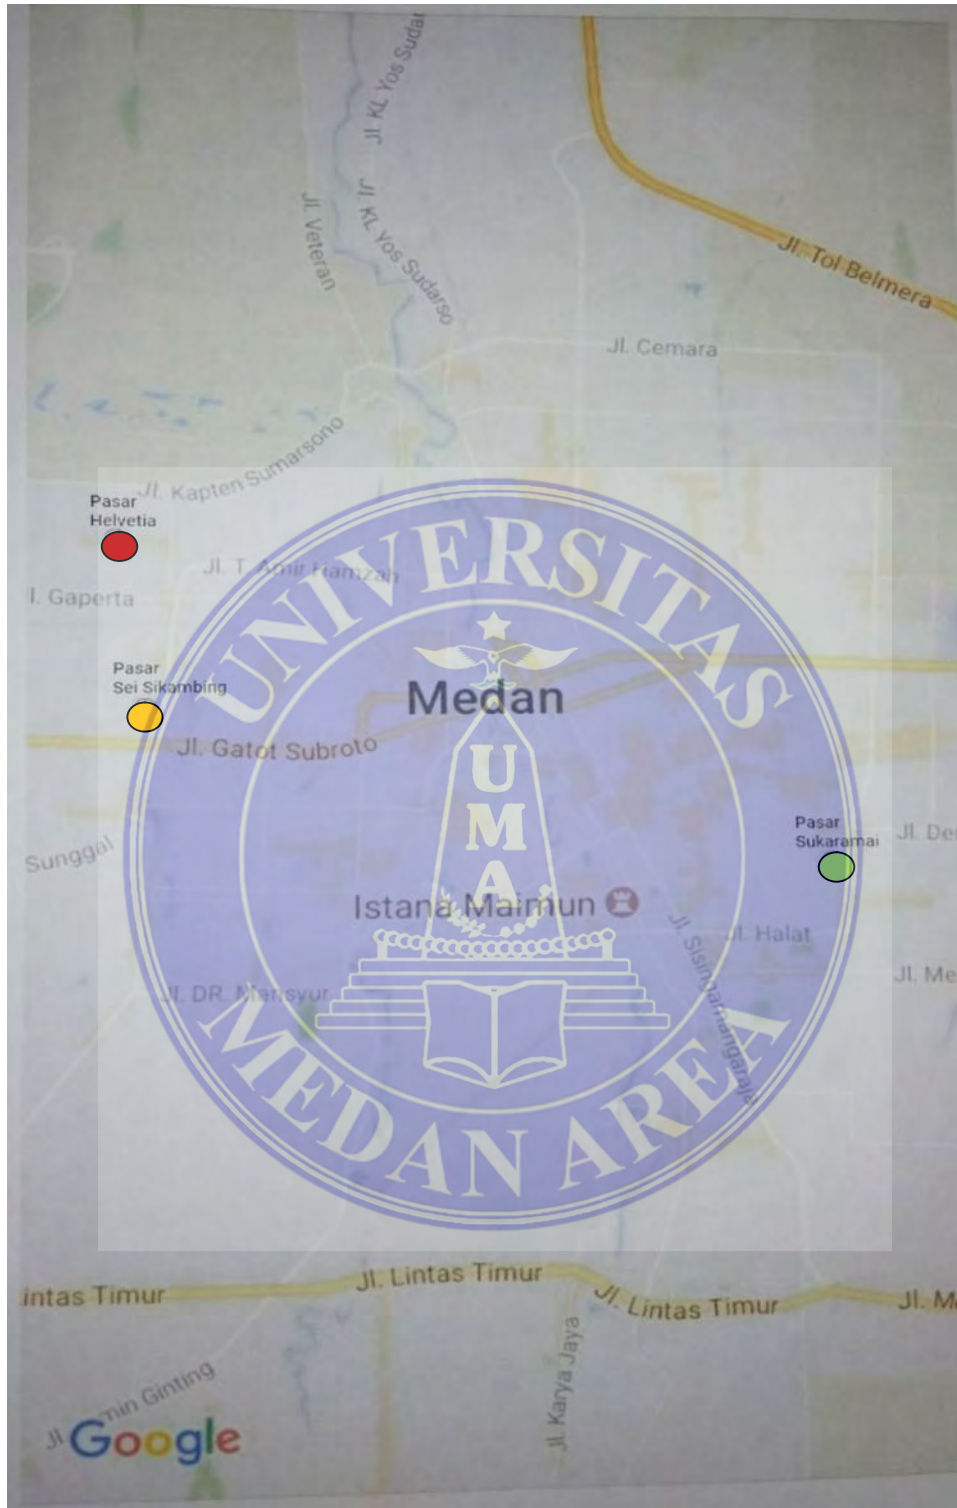 Jl. KL Yos Sudar
Jl. KL Yos Sudarso
Jl. Veteran
Jl. Tol Belmera
Jl. Cemara
Jl. Kapten Sumarsono
Pasar
Helvetia
Jl. T. Amir Hamzah
l. Gaperta
UNIVERSITAS
Pasar
Sei Sikambing
Medan
Jl. Gatot Subroto
U
M
A
Pasar
Sukaramai
Jl. De
Sunggal
Istana Maimun
Jl. Halat
Jl. Sisingamangaraja
Jl. Me
Jl. DR. Mansyur
MEDAN AREA
intas Timur
Jl. Lintas Timur
Jl. Lintas Timur
Jl. M
Jl. Karya Jaya
Jl min Ginting
Google